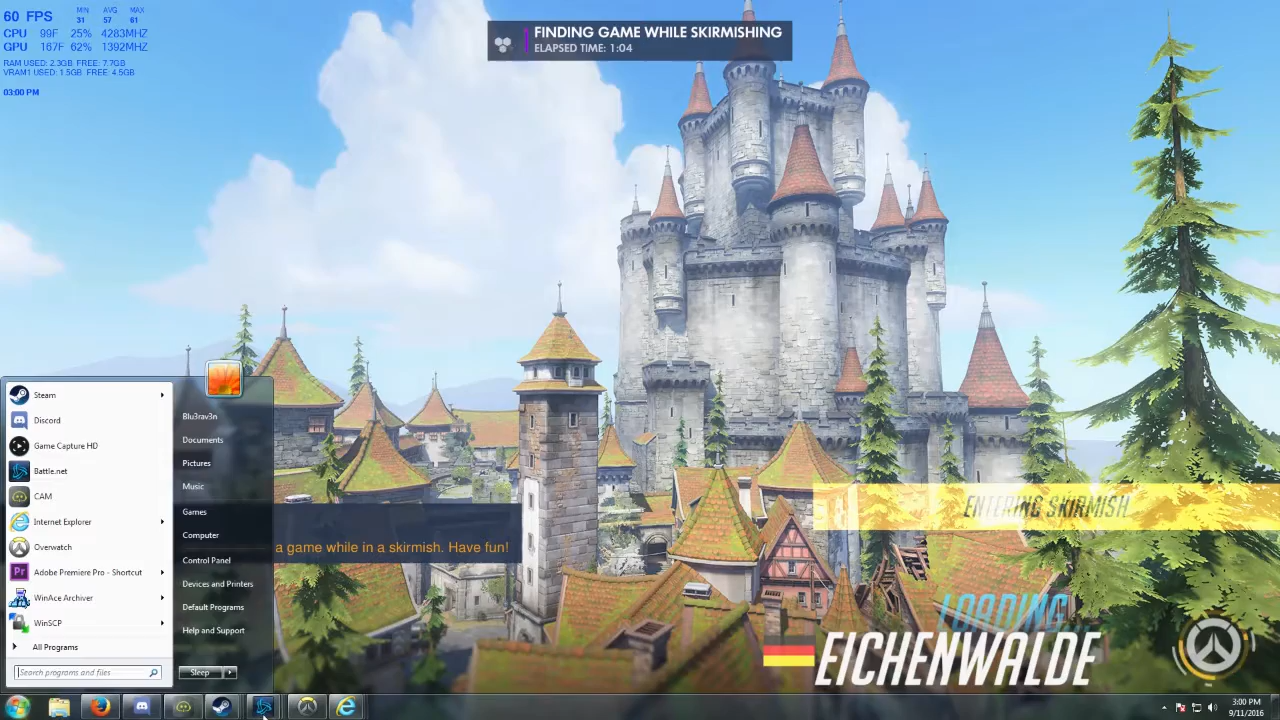 60 FPS MIN AVG MAX
31 57 61
CPU 99F 25% 4283MHZ
GPU 167F 62% 1392MHZ
RAM USED: 2.3GB FREE: 7.7GB
VRAM1 USED: 1.5GB FREE: 4.5GB
03:00 PM
FINDING GAME WHILE SKIRMISHING
ELAPSED TIME: 1:04
Steam
Discord
Game Capture HD
Battle.net
CAM
Internet Explorer
Overwatch
Pr Adobe Premiere Pro - Shortcut
WinAce Archiver
WinSCP
All Programs
Search programs and files
Blu3rav3n
Documents
Pictures
Music
Games
Computer
Control Panel
Devices and Printers
Default Programs
Help and Support
Sleep
a game while in a skirmish. Have fun!
ENTERING SKIRMISH
LOADING
EICHENWALDE
3:00 PM
9/11/2016